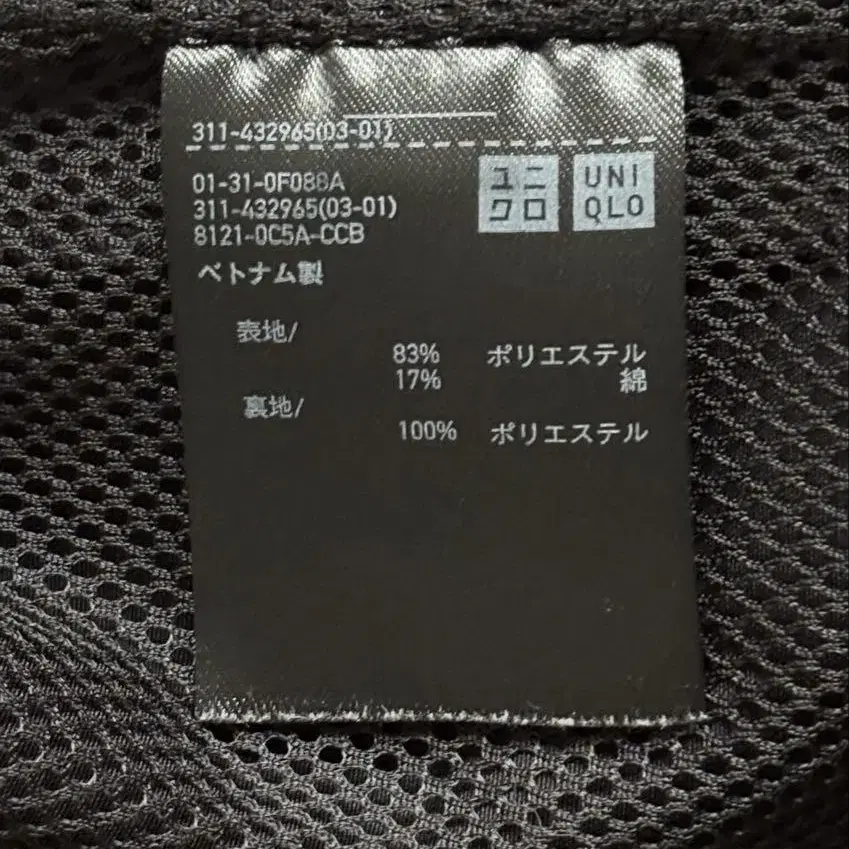 311-432965(03-01)
01-31-0F088A
311-432965(03-01)
8121-0C5A-CCB
ユニ
クロ
UNI
QLO
ベトナム製
表地/
83% ポリエステル
17% 綿
裏地/
100% ポリエステル